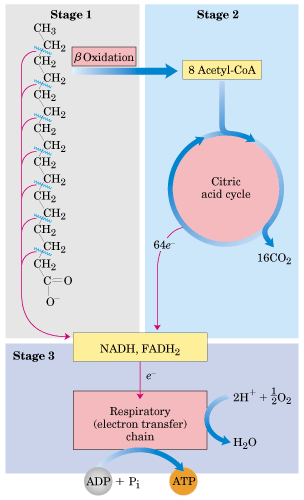 Stage 1
CH₃
CH₂
CH₂
CH₂
CH₂
CH₂
CH₂
CH₂
CH₂
CH₂
CH₂
CH₂
CH₂
CH₂
CH₂
C=O
O⁻
β Oxidation
Stage 2
8 Acetyl-CoA
Citric
acid cycle
64e⁻
16CO₂
NADH, FADH₂
Stage 3
e⁻
Respiratory
(electron transfer)
chain
2H⁺ + ½O₂
H₂O
ADP + Pᵢ
ATP